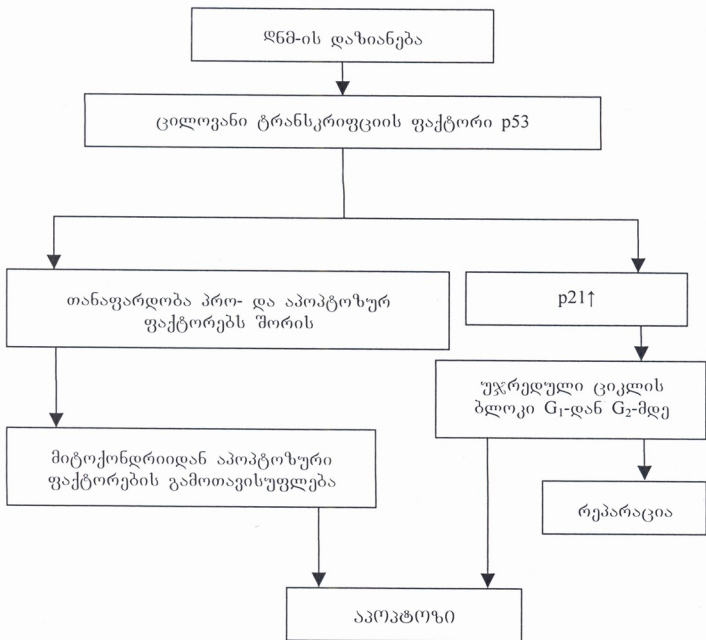 დნმ-ის დაზიანება
ცილოვანი ტრანსკრიფციის ფაქტორი p53
თანაფარდობა პრო- და აპოპტოზურ
ფაქტორებს შორის
p21↑
უჯრედული ციკლის
ბლოკი G₁-დან G₂-მდე
მიტოქონდრიიდან აპოპტოზური
ფაქტორების გამოთავისუფლება
რეპარაცია
აპოპტოზი